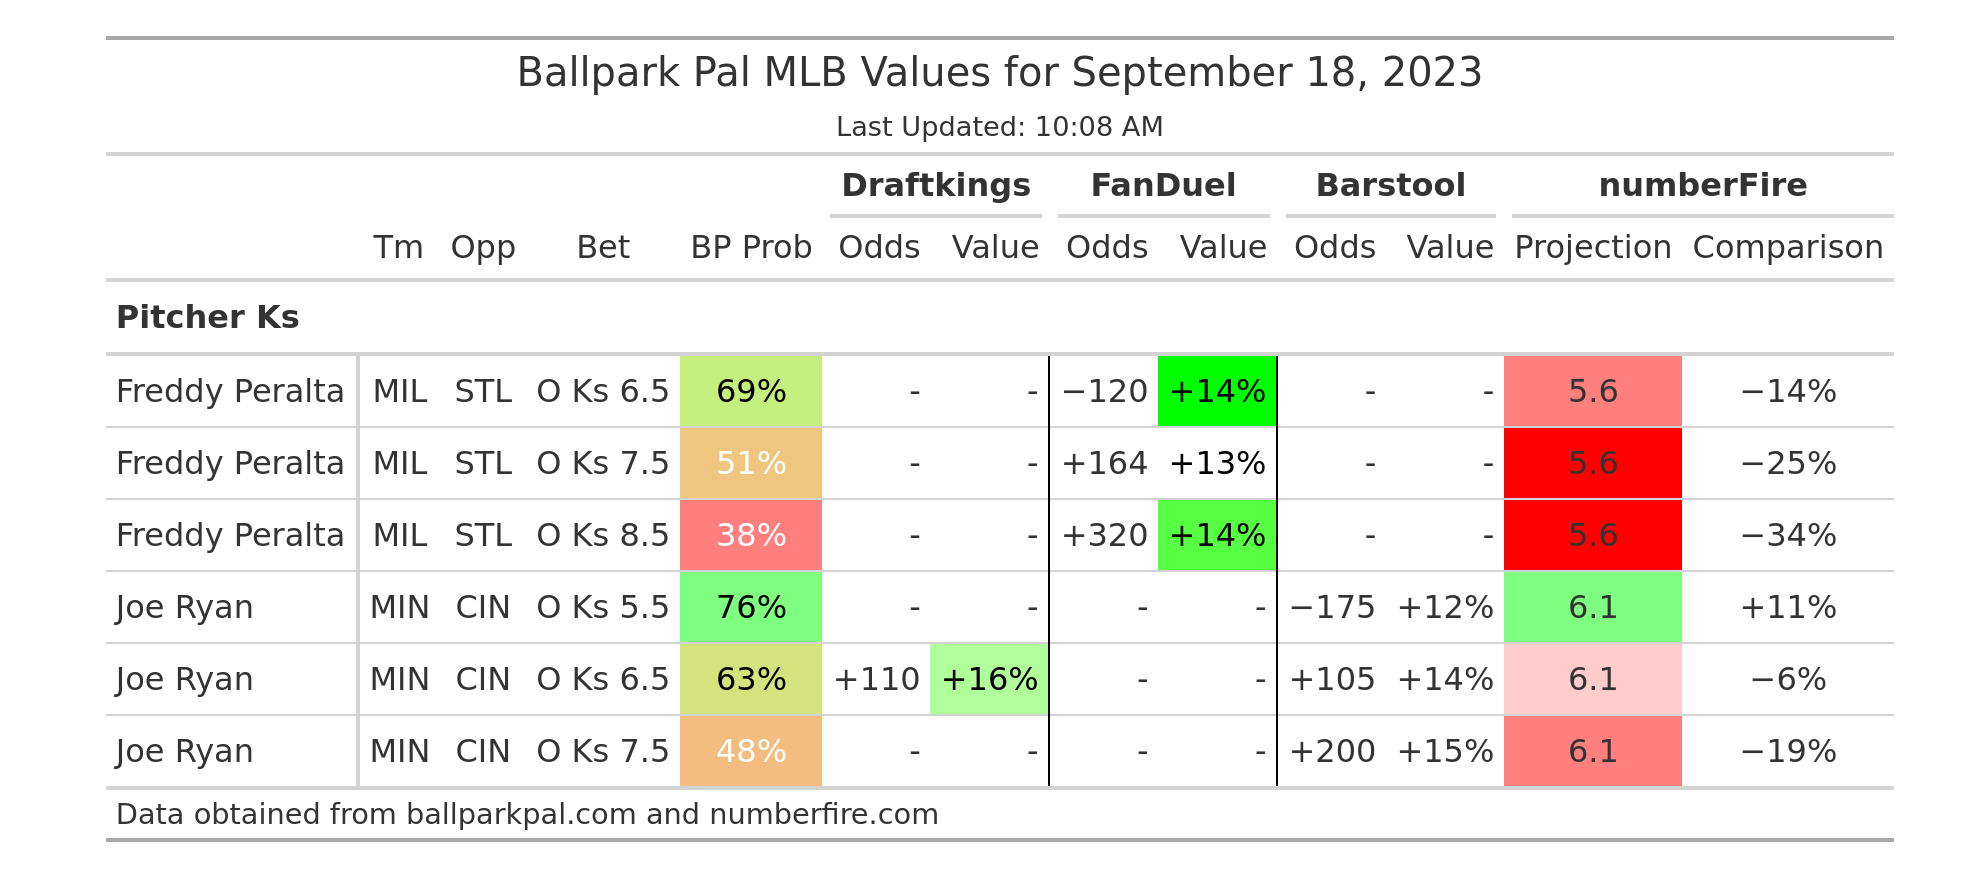 Ballpark Pal MLB Values for September 18, 2023
Last Updated: 10:08 AM
Draftkings FanDuel Barstool numberFire
Tm Opp Bet BP Prob Odds Value Odds Value Odds Value Projection Comparison
Pitcher Ks
Freddy Peralta MIL STL O Ks 6.5 69% - - −120 +14% - - 5.6 −14%
Freddy Peralta MIL STL O Ks 7.5 51% - - +164 +13% - - 5.6 −25%
Freddy Peralta MIL STL O Ks 8.5 38% - - +320 +14% - - 5.6 −34%
Joe Ryan MIN CIN O Ks 5.5 76% - - - - −175 +12% 6.1 +11%
Joe Ryan MIN CIN O Ks 6.5 63% +110 +16% - - +105 +14% 6.1 −6%
Joe Ryan MIN CIN O Ks 7.5 48% - - - - +200 +15% 6.1 −19%
Data obtained from ballparkpal.com and numberfire.com